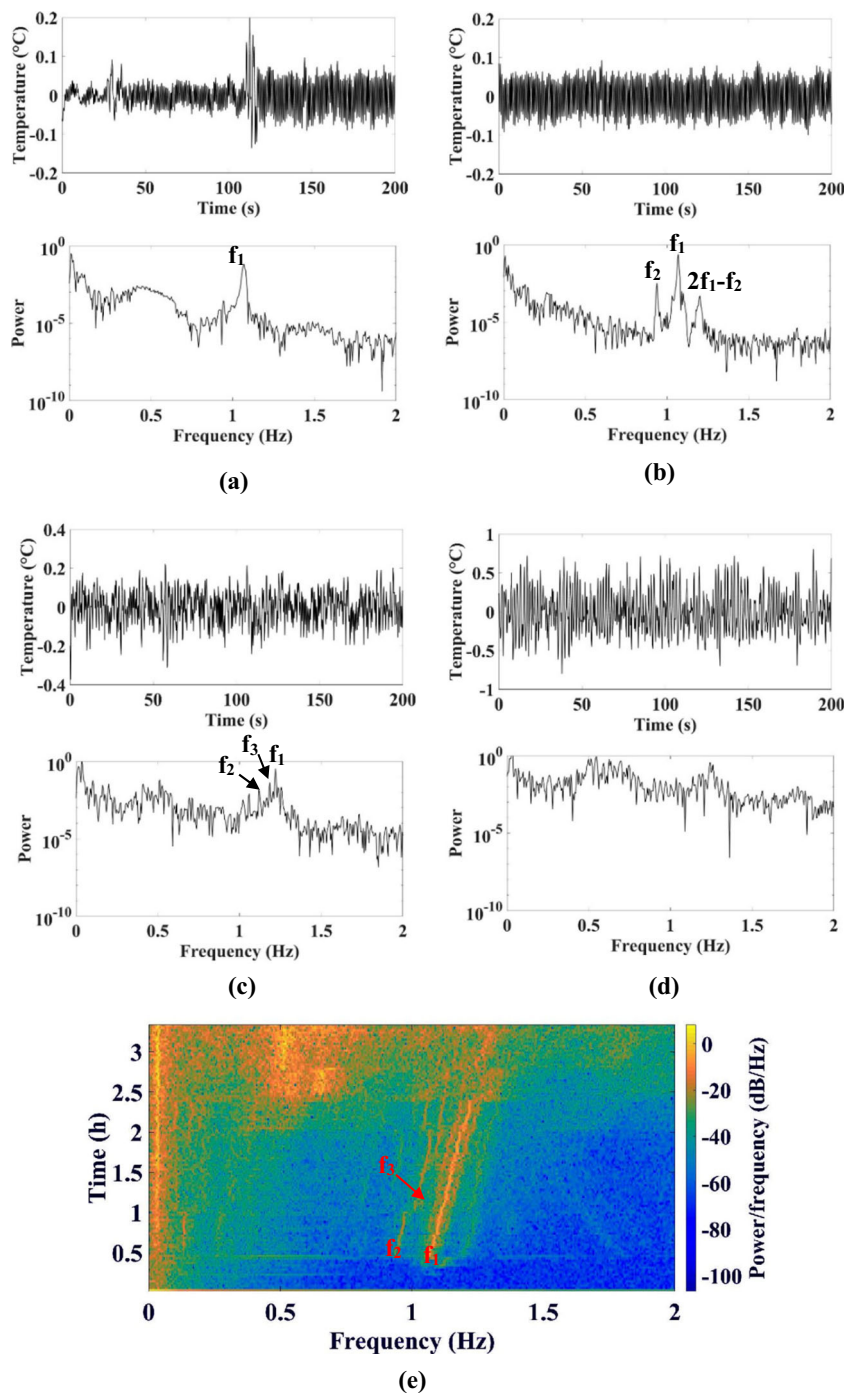 0.2
0.1
0
-0.1
-0.2
Temperature (°C)
0 50 100 150 200
Time (s)
0.2
0.1
0
-0.1
-0.2
Temperature (°C)
0 50 100 150 200
Time (s)
10^0
10^-5
10^-10
Power
f₁
0 0.5 1 1.5 2
Frequency (Hz)
(a)
10^0
10^-5
10^-10
Power
f₁
f₂
2f₁-f₂
0 0.5 1 1.5 2
Frequency (Hz)
(b)
0.4
0.2
0
-0.2
-0.4
Temperature (°C)
0 50 100 150 200
Time (s)
1
0.5
0
-0.5
-1
Temperature (°C)
0 50 100 150 200
Time (s)
10^0
10^-5
10^-10
Power
f₃ f₁
f₂
0 0.5 1 1.5 2
Frequency (Hz)
(c)
10^0
10^-5
10^-10
Power
0 0.5 1 1.5 2
Frequency (Hz)
(d)
3
2.5
2
1.5
1
0.5
Time (h)
f₃
f₂ f₁
0 0.5 1 1.5 2
Frequency (Hz)
0
-20
-40
-60
-80
-100
Power/frequency (dB/Hz)
(e)